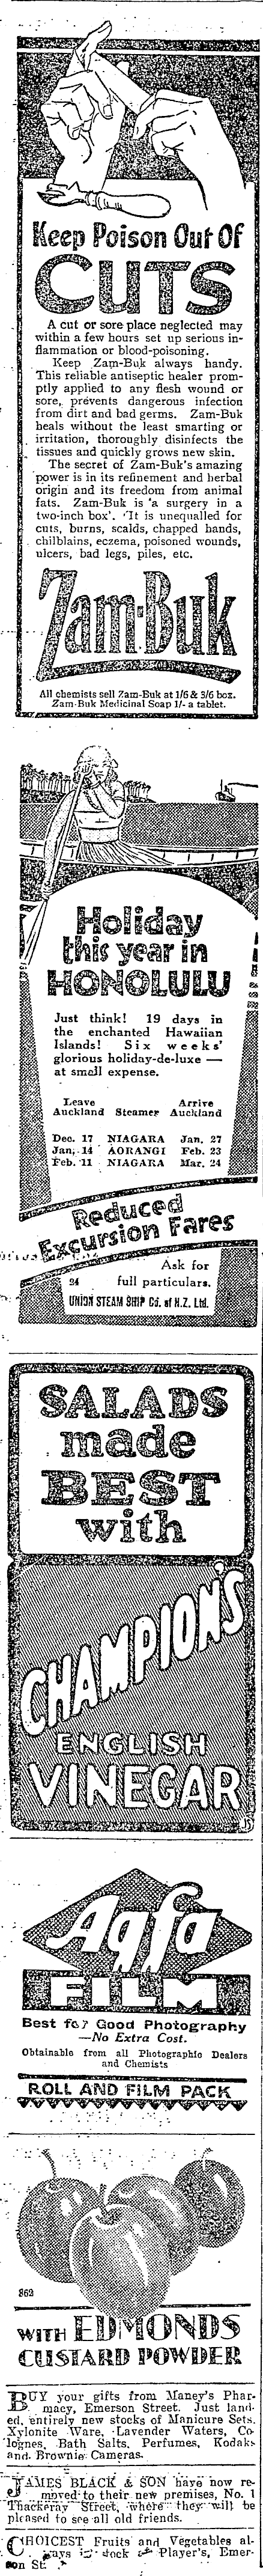 Keep Poison Out Of
CUTS
A cut or sore place neglected may
within a few hours set up serious in-
flammation or blood-poisoning.
Keep Zam-Buk always handy.
This reliable antiseptic healer prom-
ptly applied to any flesh wound or
sore, prevents dangerous infection
from dirt and bad germs. Zam-Buk
heals without the least smarting or
irritation, thoroughly disinfects the
tissues and quickly grows new skin.
The secret of Zam-Buk's amazing
power is in its refinement and herbal
origin and its freedom from animal
fats. Zam-Buk is 'a surgery in a
two-inch box'. It is unequalled for
cuts, burns, scalds, chapped hands,
chilblains, eczema, poisoned wounds,
ulcers, bad legs, piles, etc.
Zam-Buk
All chemists sell Zam-Buk at 1/6 & 3/6 box.
Zam-Buk Medicinal Soap 1/- a tablet.
Holiday
this year in
HONOLULU
Just think! 19 days in
the enchanted Hawaiian
Islands! Six weeks'
glorious holiday-de-luxe —
at small expense.
Leave Arrive
Auckland Steamer Auckland
Dec. 17 NIAGARA Jan. 27
Jan. 14 AORANGI Feb. 23
Feb. 11 NIAGARA Mar. 24
Reduced
Excursion Fares
Ask for
94 full particulars.
UNION STEAM SHIP Co. of N.Z. Ltd.
SALADS
made
BEST
with
CHAMPION'S
ENGLISH
VINEGAR
Agfa
FILM
Best for Good Photography
—No Extra Cost.
Obtainable from all Photographic Dealers
and Chemists
ROLL AND FILM PACK
862
WITH EDMONDS
CUSTARD POWDER
BUY your gifts from Maney's Phar-
macy, Emerson Street. Just land-
ed, entirely new stocks of Manicure Sets,
Xylonite Ware, Lavender Waters, Co-
lognes, Bath Salts, Perfumes, Kodaks
and Brownie Cameras.
JAMES BLACK & SON have now re-
moved to their new premises, No. 1
Thackeray Street, where they will be
pleased to see all old friends.
CHOICEST Fruits and Vegetables al-
ways in stock Player's, Emer-
son St.